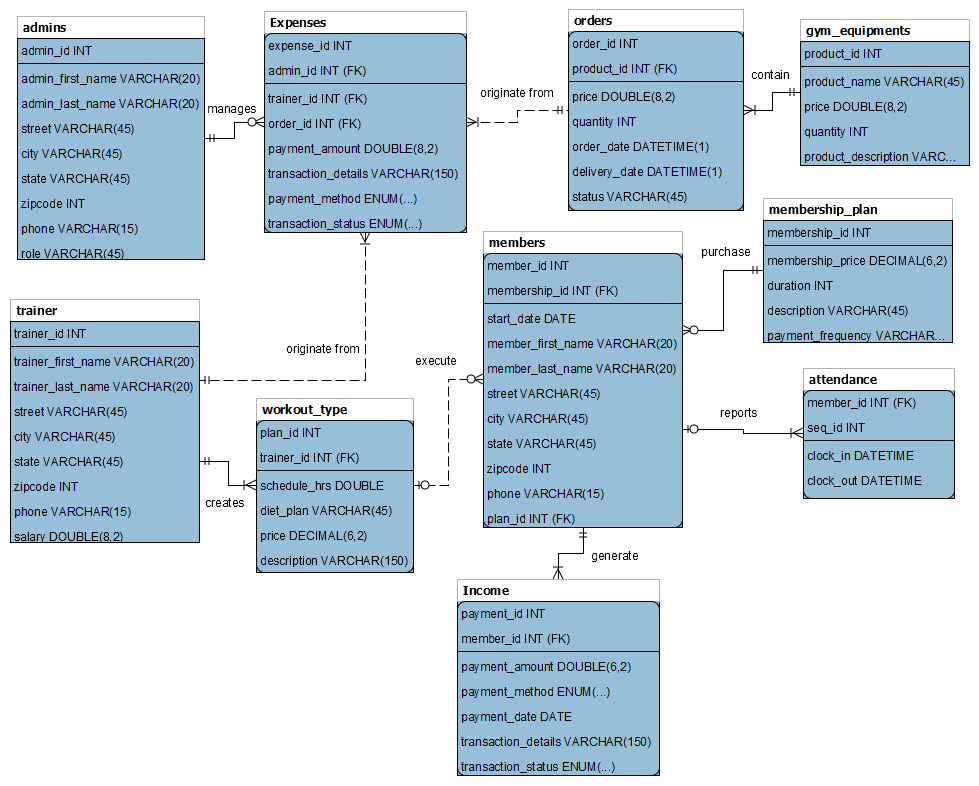 admins
admin_id INT
admin_first_name VARCHAR(20)
admin_last_name VARCHAR(20)
street VARCHAR(45)
city VARCHAR(45)
state VARCHAR(45)
zipcode INT
phone VARCHAR(15)
role VARCHAR(45)
manages
Expenses
expense_id INT
admin_id INT (FK)
trainer_id INT (FK)
order_id INT (FK)
payment_amount DOUBLE(8,2)
transaction_details VARCHAR(150)
payment_method ENUM(...)
transaction_status ENUM(...)
originate from
orders
order_id INT
product_id INT (FK)
price DOUBLE(8,2)
quantity INT
order_date DATETIME(1)
delivery_date DATETIME(1)
status VARCHAR(45)
contain
gym_equipments
product_id INT
product_name VARCHAR(45)
price DOUBLE(8,2)
quantity INT
product_description VARC...
membership_plan
membership_id INT
membership_price DECIMAL(6,2)
duration INT
description VARCHAR(45)
payment_frequency VARCHAR...
purchase
members
member_id INT
membership_id INT (FK)
start_date DATE
member_first_name VARCHAR(20)
member_last_name VARCHAR(20)
street VARCHAR(45)
city VARCHAR(45)
state VARCHAR(45)
zipcode INT
phone VARCHAR(15)
plan_id INT (FK)
trainer
trainer_id INT
trainer_first_name VARCHAR(20)
trainer_last_name VARCHAR(20)
street VARCHAR(45)
city VARCHAR(45)
state VARCHAR(45)
zipcode INT
phone VARCHAR(15)
salary DOUBLE(8,2)
originate from
execute
creates
workout_type
plan_id INT
trainer_id INT (FK)
schedule_hrs DOUBLE
diet_plan VARCHAR(45)
price DECIMAL(6,2)
description VARCHAR(150)
reports
attendance
member_id INT (FK)
seq_id INT
clock_in DATETIME
clock_out DATETIME
generate
Income
payment_id INT
member_id INT (FK)
payment_amount DOUBLE(6,2)
payment_method ENUM(...)
payment_date DATE
transaction_details VARCHAR(150)
transaction_status ENUM(...)